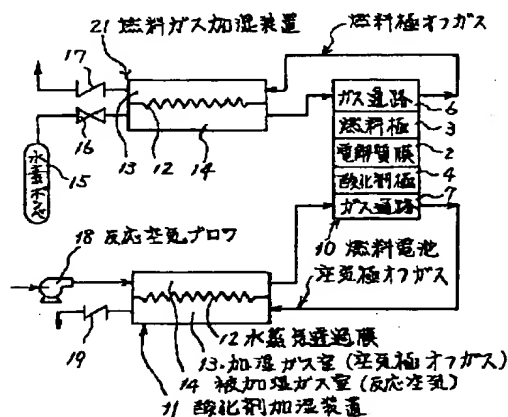 21 燃料ガス加湿装置
燃料極オフガス
17
16
13
12
14
水素ボンベ
15
ガス通路
6
燃料極
3
電解質膜
2
酸化剤極
4
ガス通路
7
10 燃料電池
空気極オフガス
18 反応空気ブロワ
19
12 水蒸気透過膜
13. 加湿ガス室 (空気極オフガス)
14 被加湿ガス室 (反応空気)
11 酸化剤加湿装置